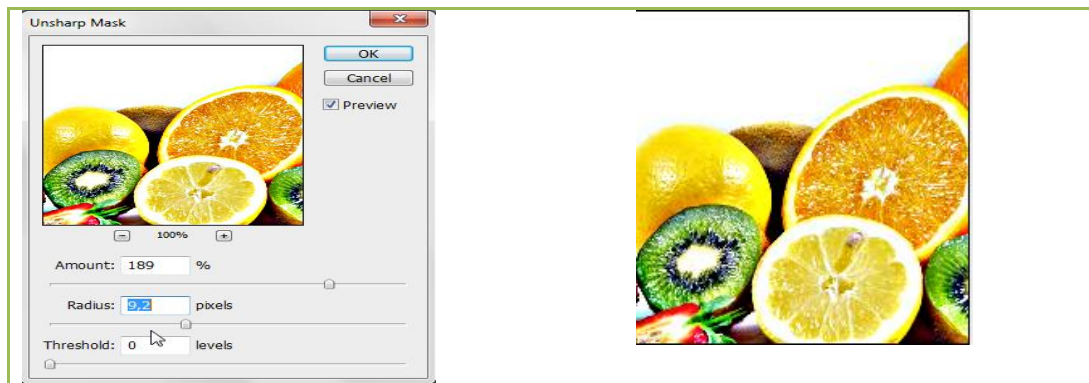 Unsharp Mask
OK
Cancel
Preview
100%
Amount: 189 %
Radius: 9,2 pixels
Threshold: 0 levels